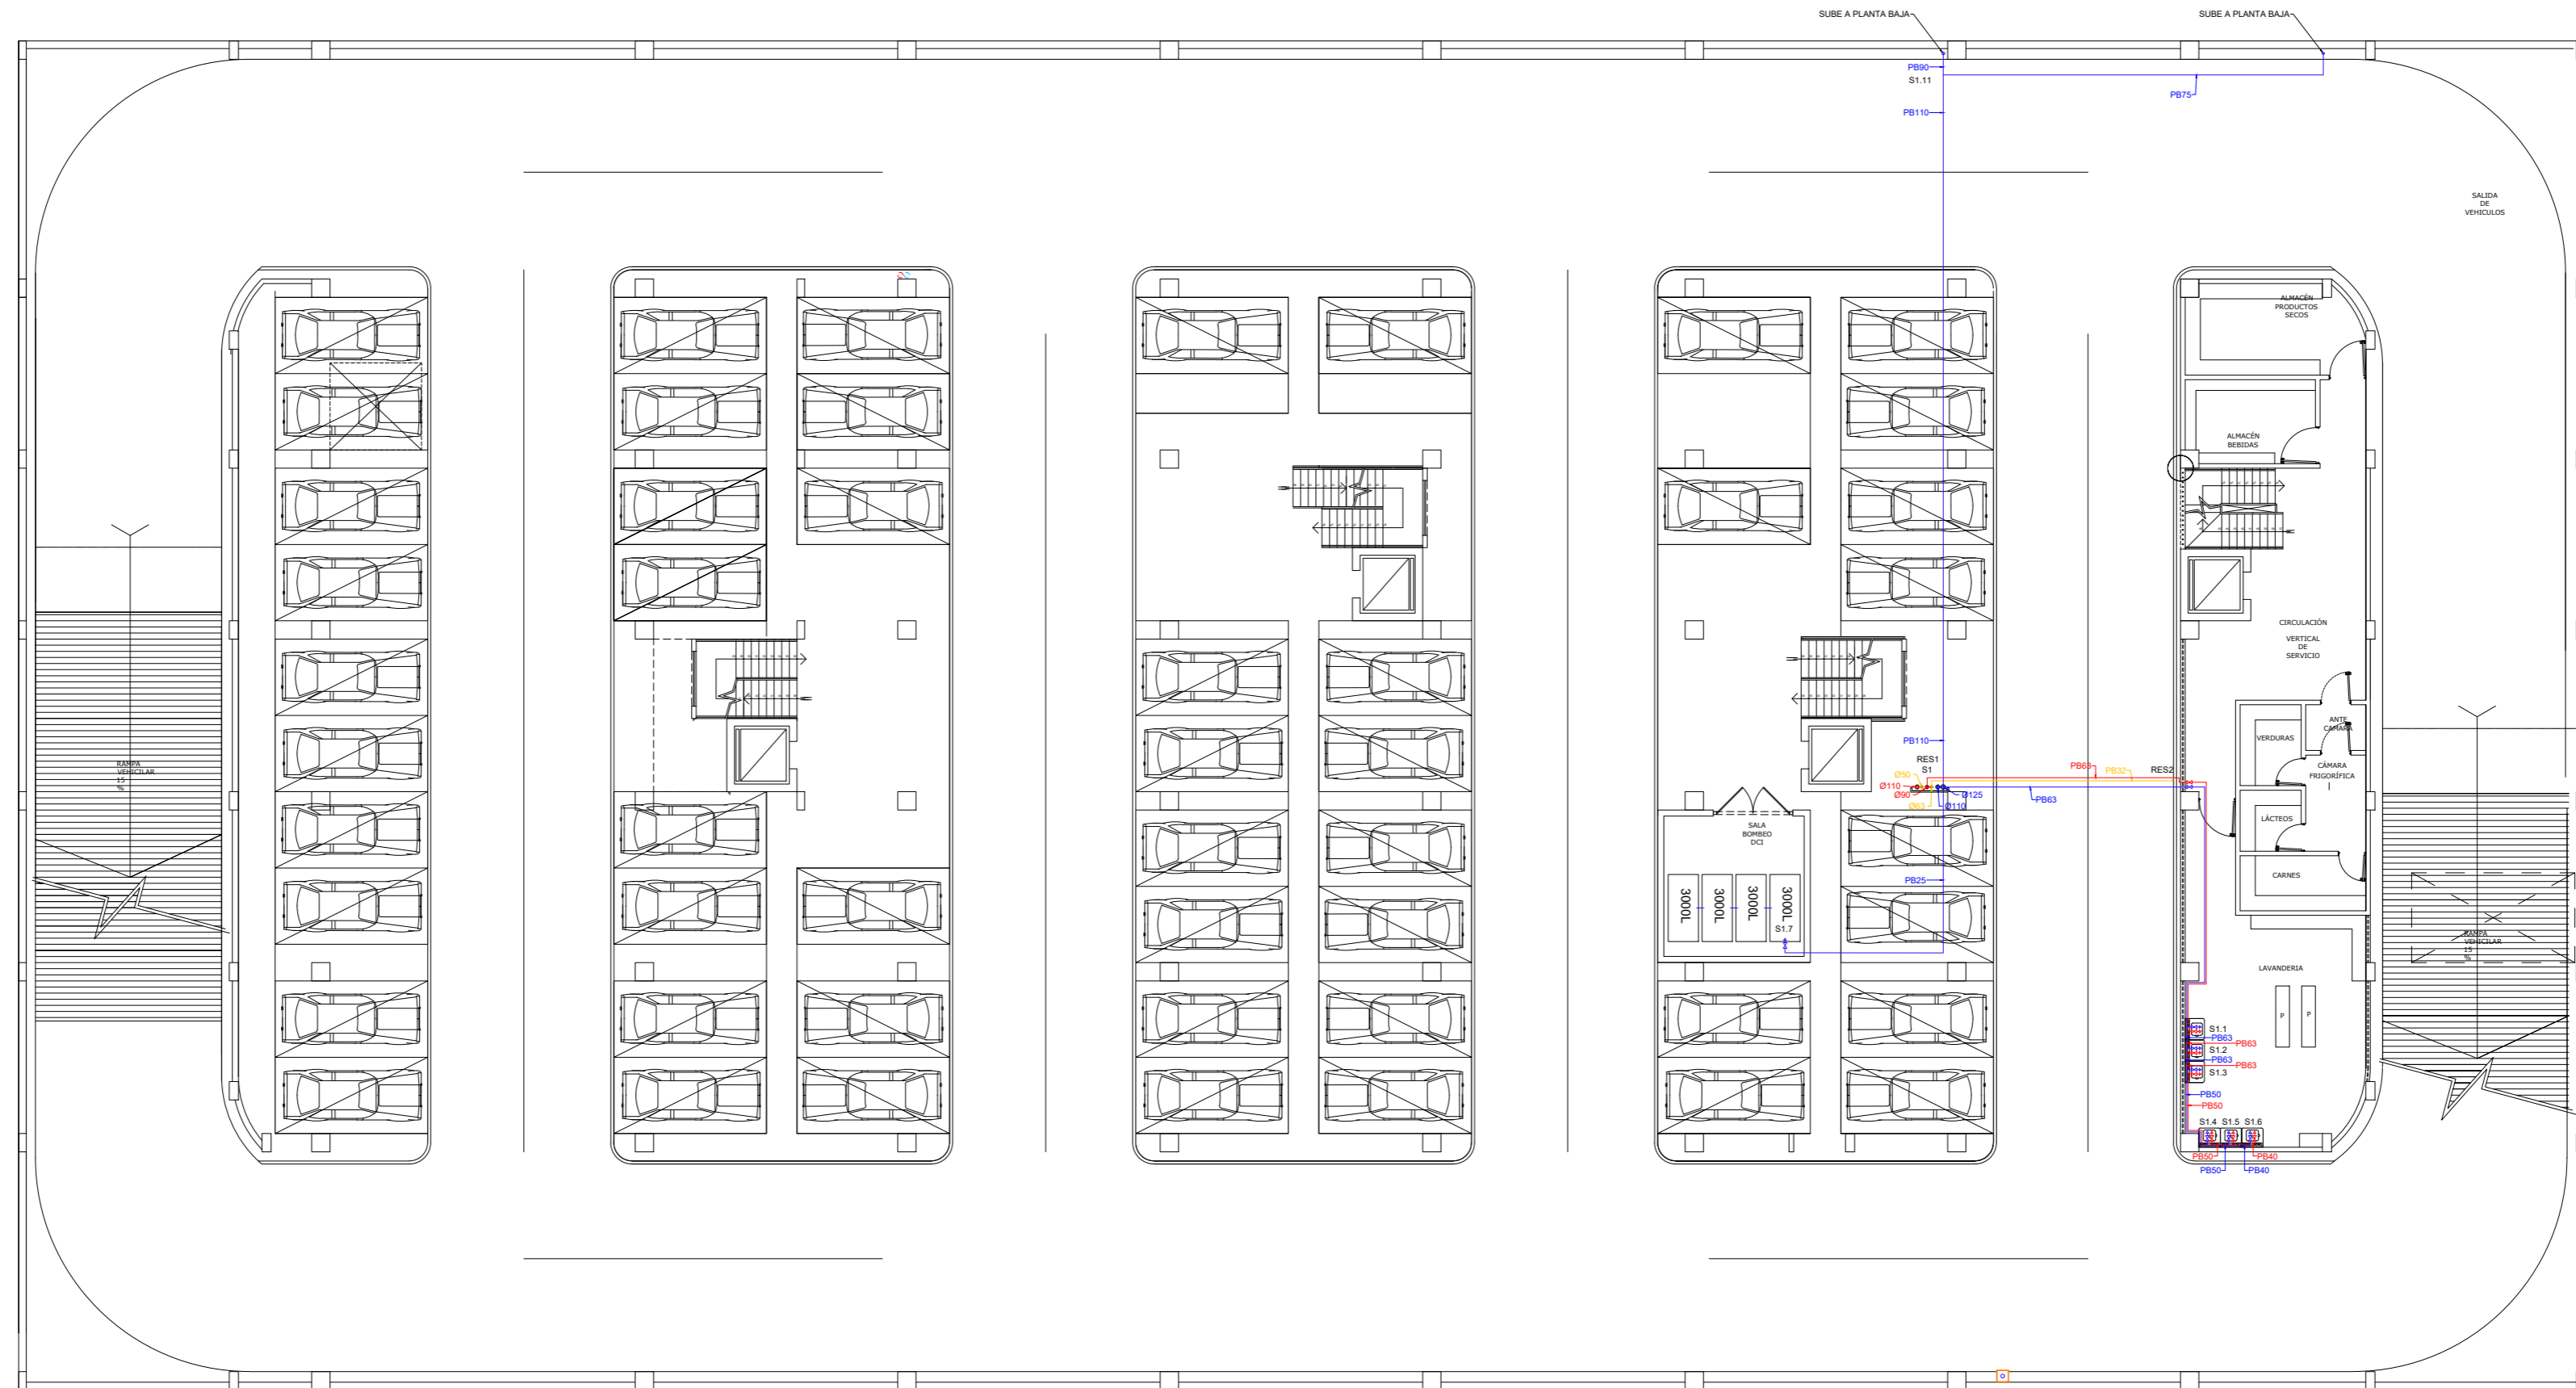 SUBE A PLANTA BAJA
SUBE A PLANTA BAJA
PB90
S1.11
PB75
PB110
SALIDA
DE
VEHICULOS
ALMACÉN
PRODUCTOS
SECOS
ALMACÉN
BEBIDAS
CIRCULACIÓN
VERTICAL
DE
SERVICIO
ANTE
CAMARA
VERDURAS
CÁMARA
FRIGORÍFICA
LÁCTEOS
CARNES
RAMPA
VEHICILAR
15
%
PB110
RES1
S1
Ø50
Ø110
Ø90
Ø63
Ø110
Ø125
PB63
PB32
RES2
PB63
SALA
BOMBEO
DCI
PB25
3000L
3000L
3000L
3000L
S1.7
RAMPA
VEHICILAR
15
%
LAVANDERIA
P
P
S1.1
PB63
PB63
S1.2
PB63
PB63
S1.3
PB50
PB50
S1.4
S1.5
S1.6
PB50
PB40
PB50
PB40